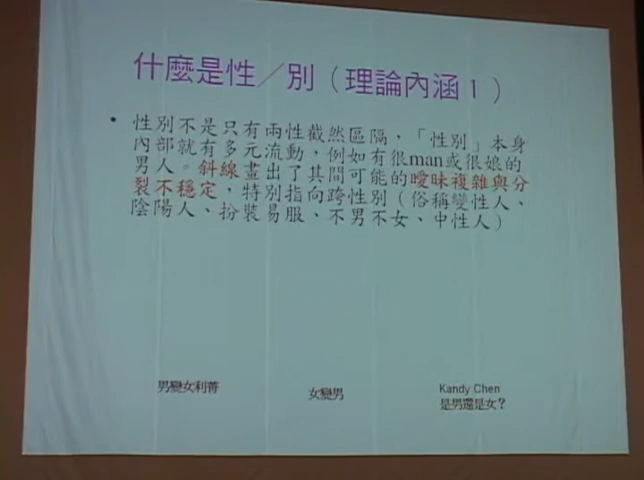 什麼是性／別（理論內涵１）
• 性別不是只有兩性截然區隔，「性別」本身
內部就有多元流動，例如有很man或很娘的
男人。斜線畫出了其間可能的曖昧複雜與分
裂不穩定，特別指向跨性別（俗稱變性人、
陰陽人、扮裝易服、不男不女、中性人）
男變女利菁
女變男
Kandy Chen
是男還是女？